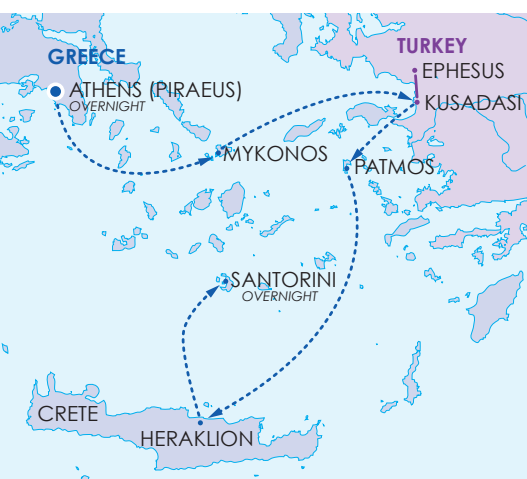 GREECE
TURKEY
EPHESUS
ATHENS (PIRAEUS)
OVERNIGHT
KUSADASI
MYKONOS
PATMOS
SANTORINI
OVERNIGHT
CRETE
HERAKLION